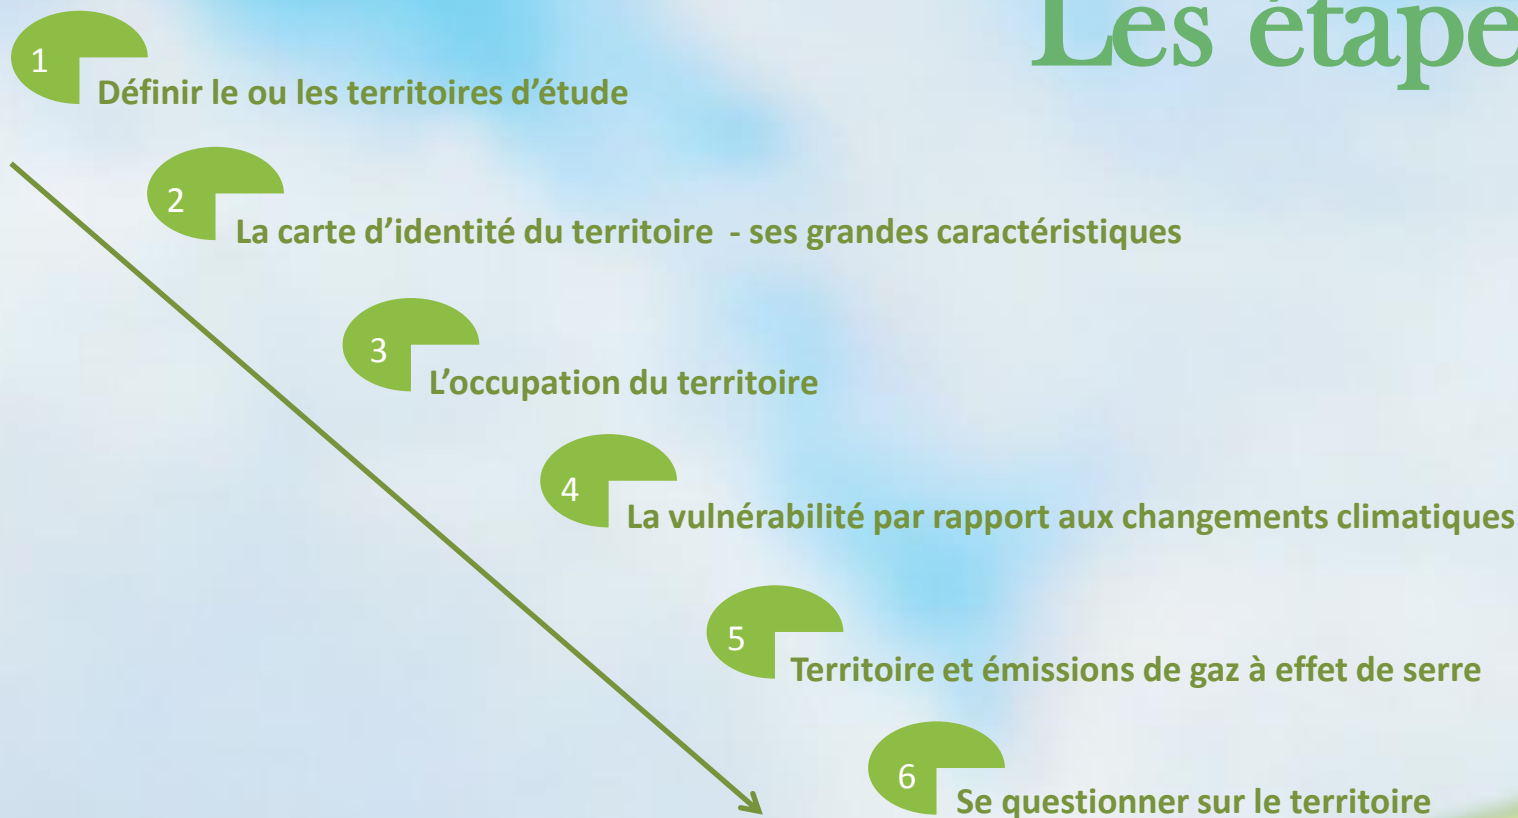 Les étape
1
Définir le ou les territoires d’étude
2
La carte d’identité du territoire - ses grandes caractéristiques
3
L’occupation du territoire
4
La vulnérabilité par rapport aux changements climatiques
5
Territoire et émissions de gaz à effet de serre
6
Se questionner sur le territoire